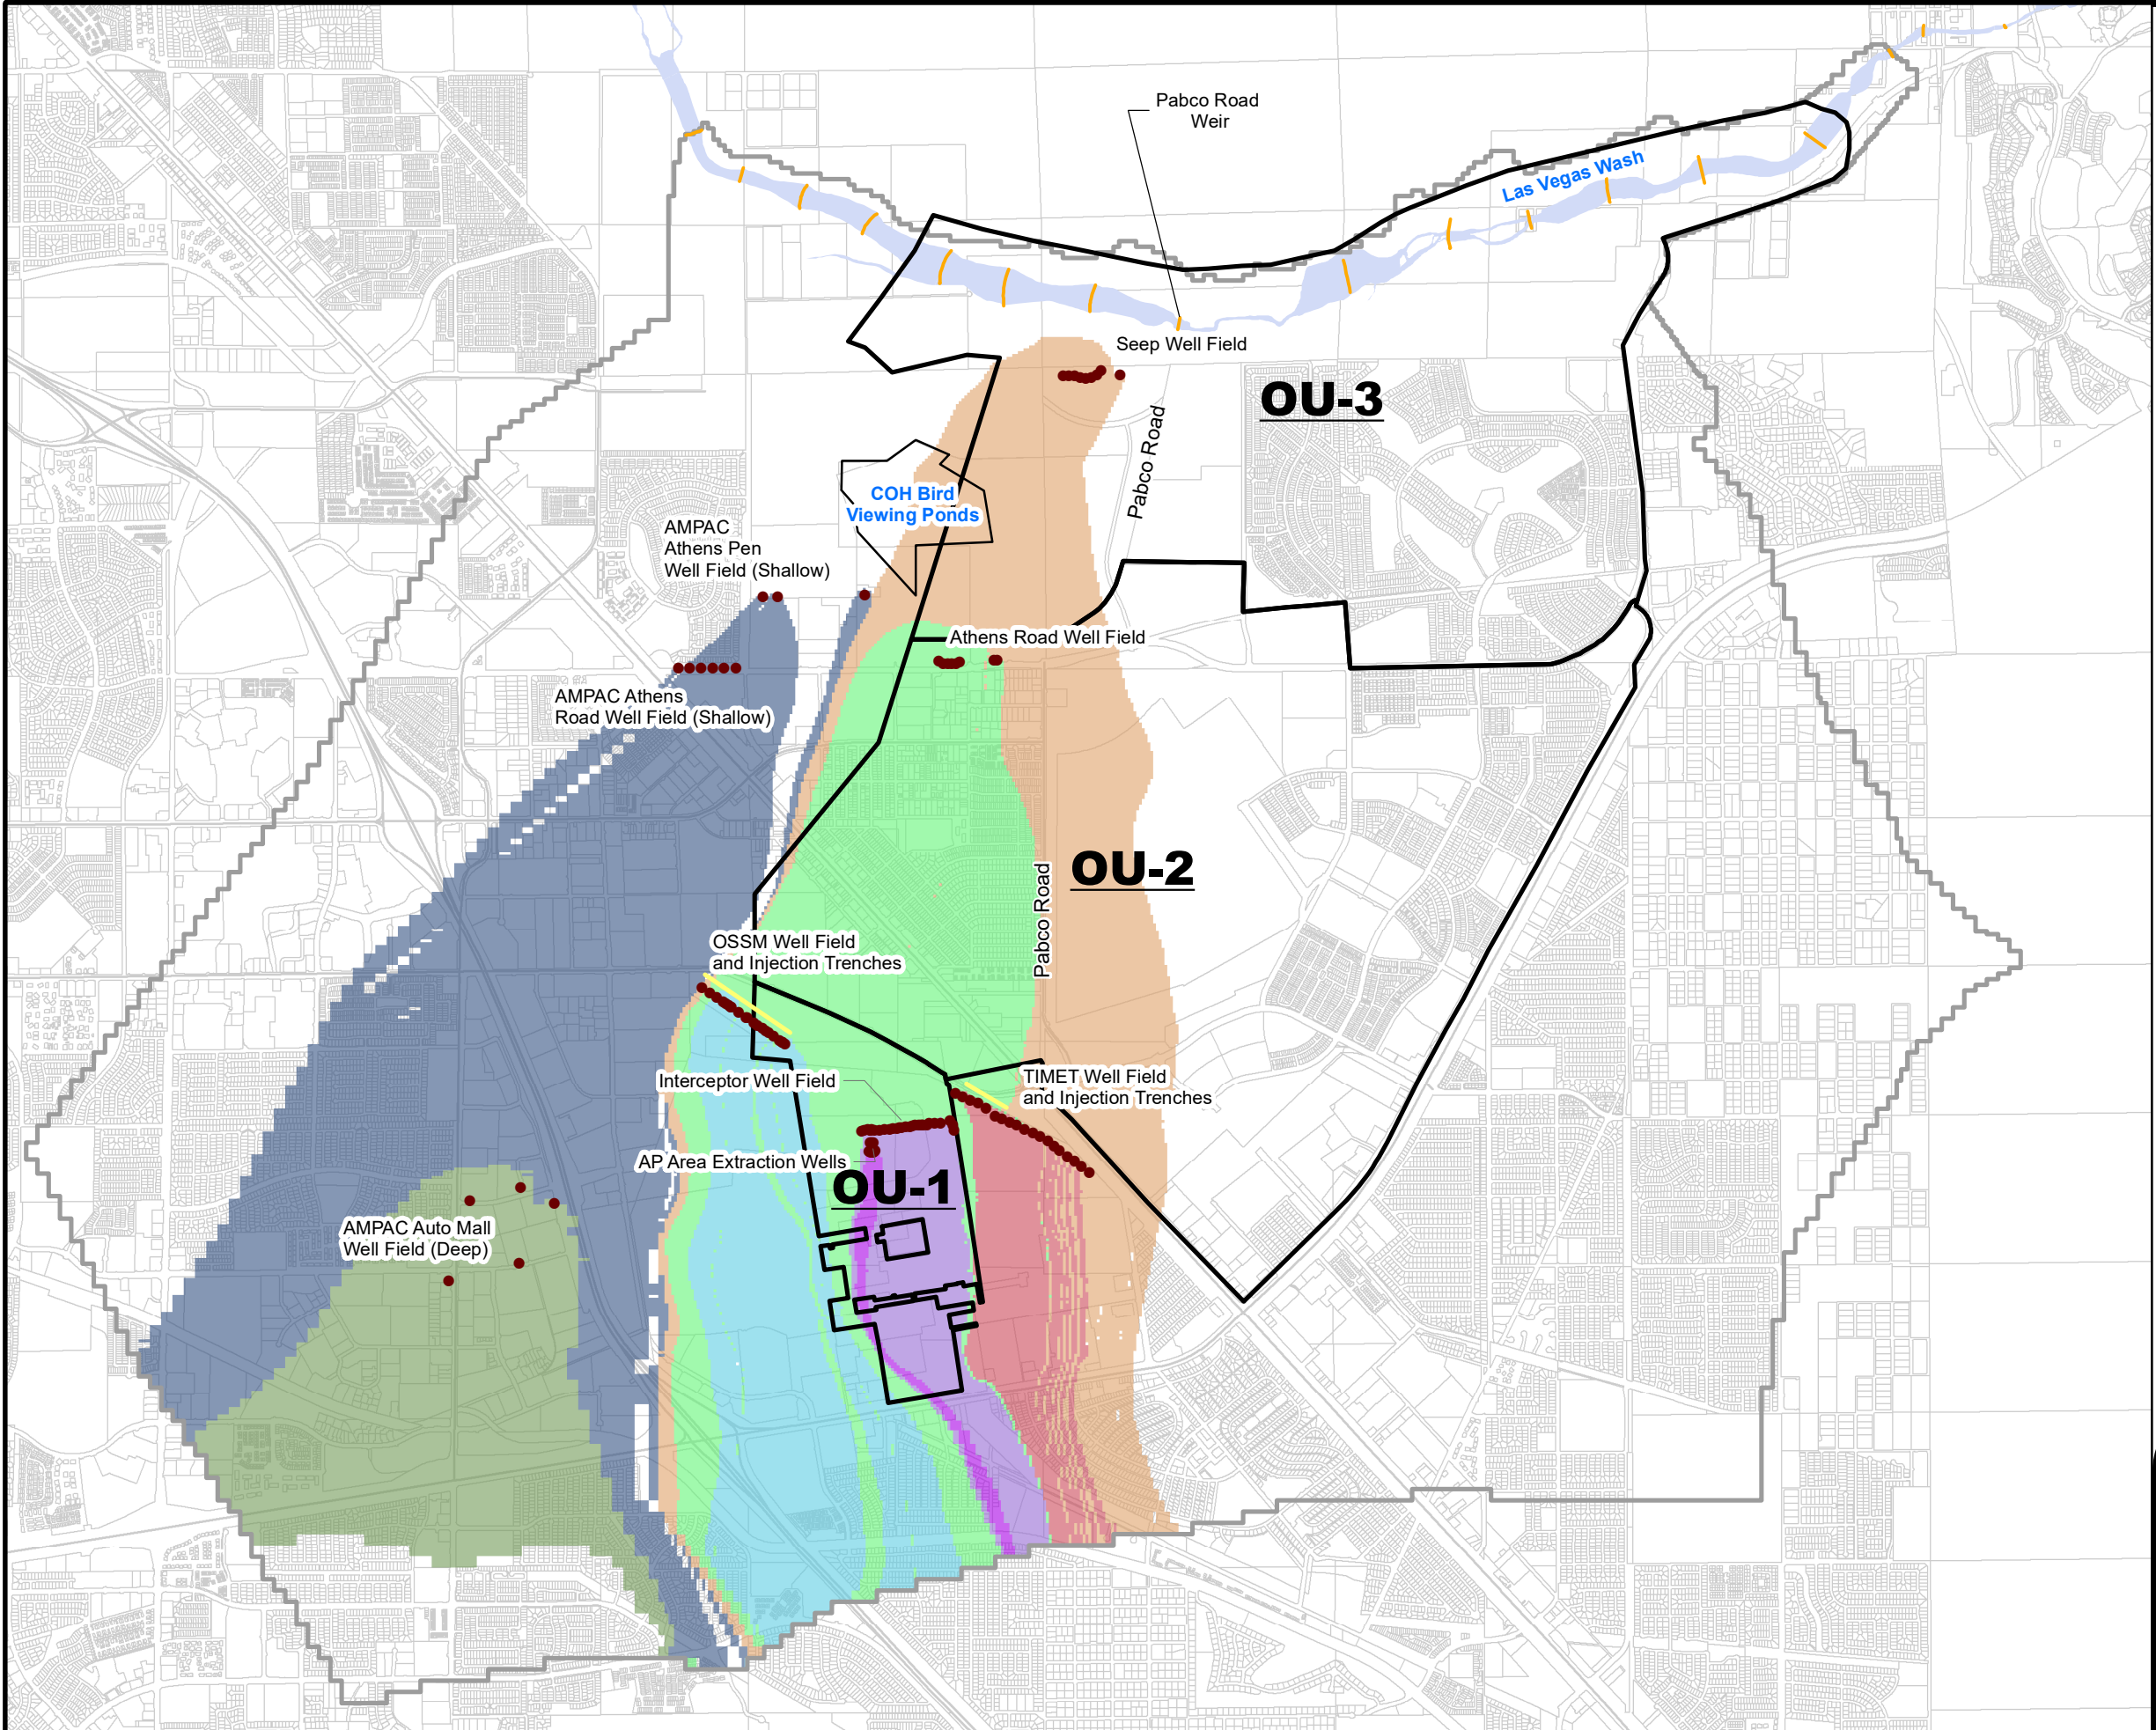 Pabco Road
Weir
Las Vegas Wash
Seep Well Field
OU-3
Pabco Road
COH Bird
Viewing Ponds
AMPAC
Athens Pen
Well Field (Shallow)
Athens Road Well Field
AMPAC Athens
Road Well Field (Shallow)
OU-2
Pabco Road
OSSM Well Field
and Injection Trenches
Interceptor Well Field
TIMET Well Field
and Injection Trenches
AP Area Extraction Wells
OU-1
AMPAC Auto Mall
Well Field (Deep)